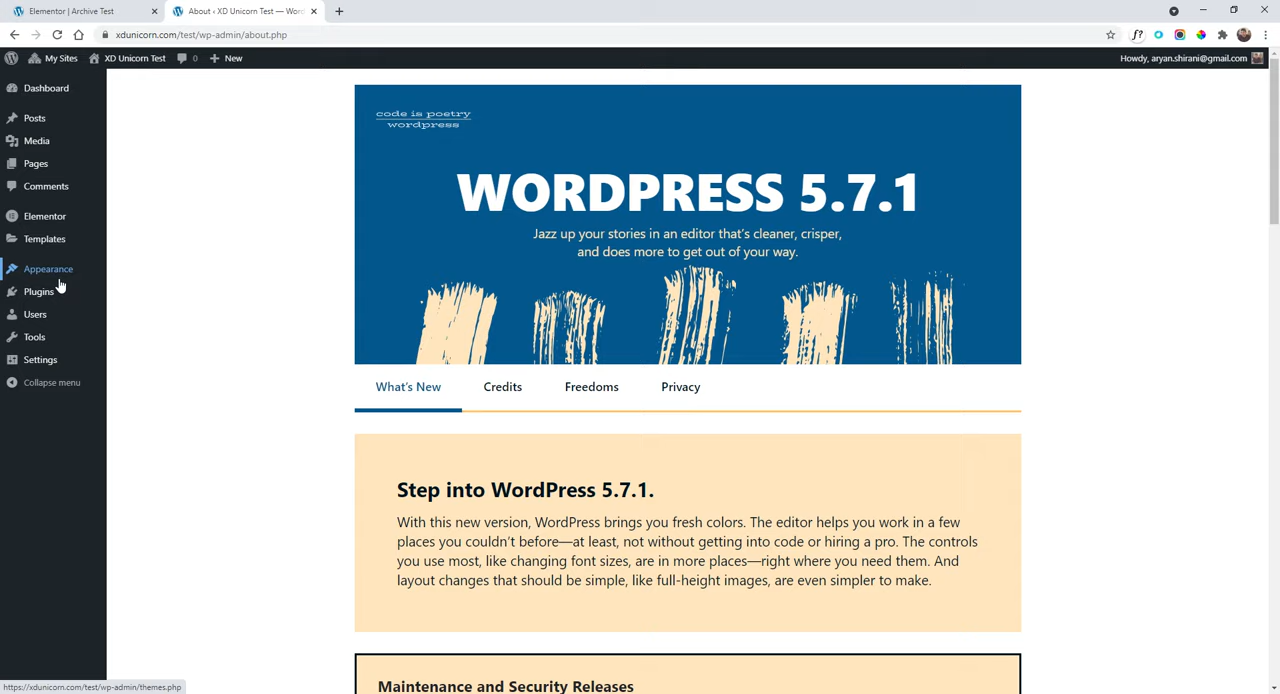 Elementor | Archive Test
About ‹ XD Unicorn Test — Word
xdunicorn.com/test/wp-admin/about.php
My Sites
XD Unicorn Test
0
New
Howdy, aryan.shirani@gmail.com
Dashboard
Posts
Media
Pages
Comments
Elementor
Templates
Appearance
Plugins
Users
Tools
Settings
Collapse menu
code is poetry
wordpress
WORDPRESS 5.7.1
Jazz up your stories in an editor that's cleaner, crisper,
and does more to get out of your way.
What's New
Credits
Freedoms
Privacy
Step into WordPress 5.7.1.
With this new version, WordPress brings you fresh colors. The editor helps you work in a few
places you couldn't before—at least, not without getting into code or hiring a pro. The controls
you use most, like changing font sizes, are in more places—right where you need them. And
layout changes that should be simple, like full-height images, are even simpler to make.
Maintenance and Security Releases
https://xdunicorn.com/test/wp-admin/themes.php